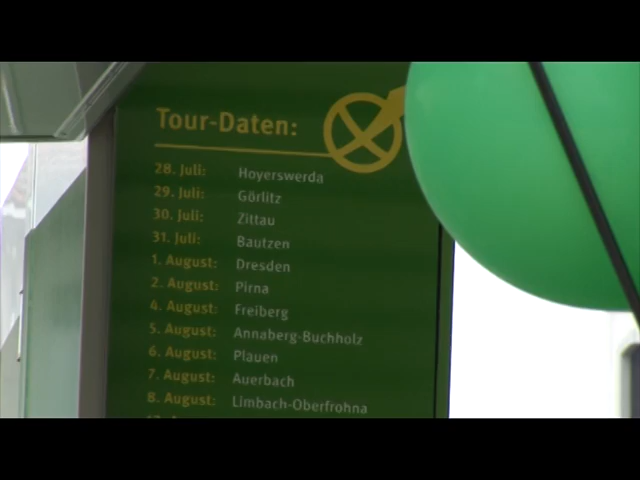 Tour-Daten:
28. Juli: Hoyerswerda
29. Juli: Görlitz
30. Juli: Zittau
31. Juli: Bautzen
1. August: Dresden
2. August: Pirna
4. August: Freiberg
5. August: Annaberg-Buchholz
6. August: Plauen
7. August: Auerbach
8. August: Limbach-Oberfrohna